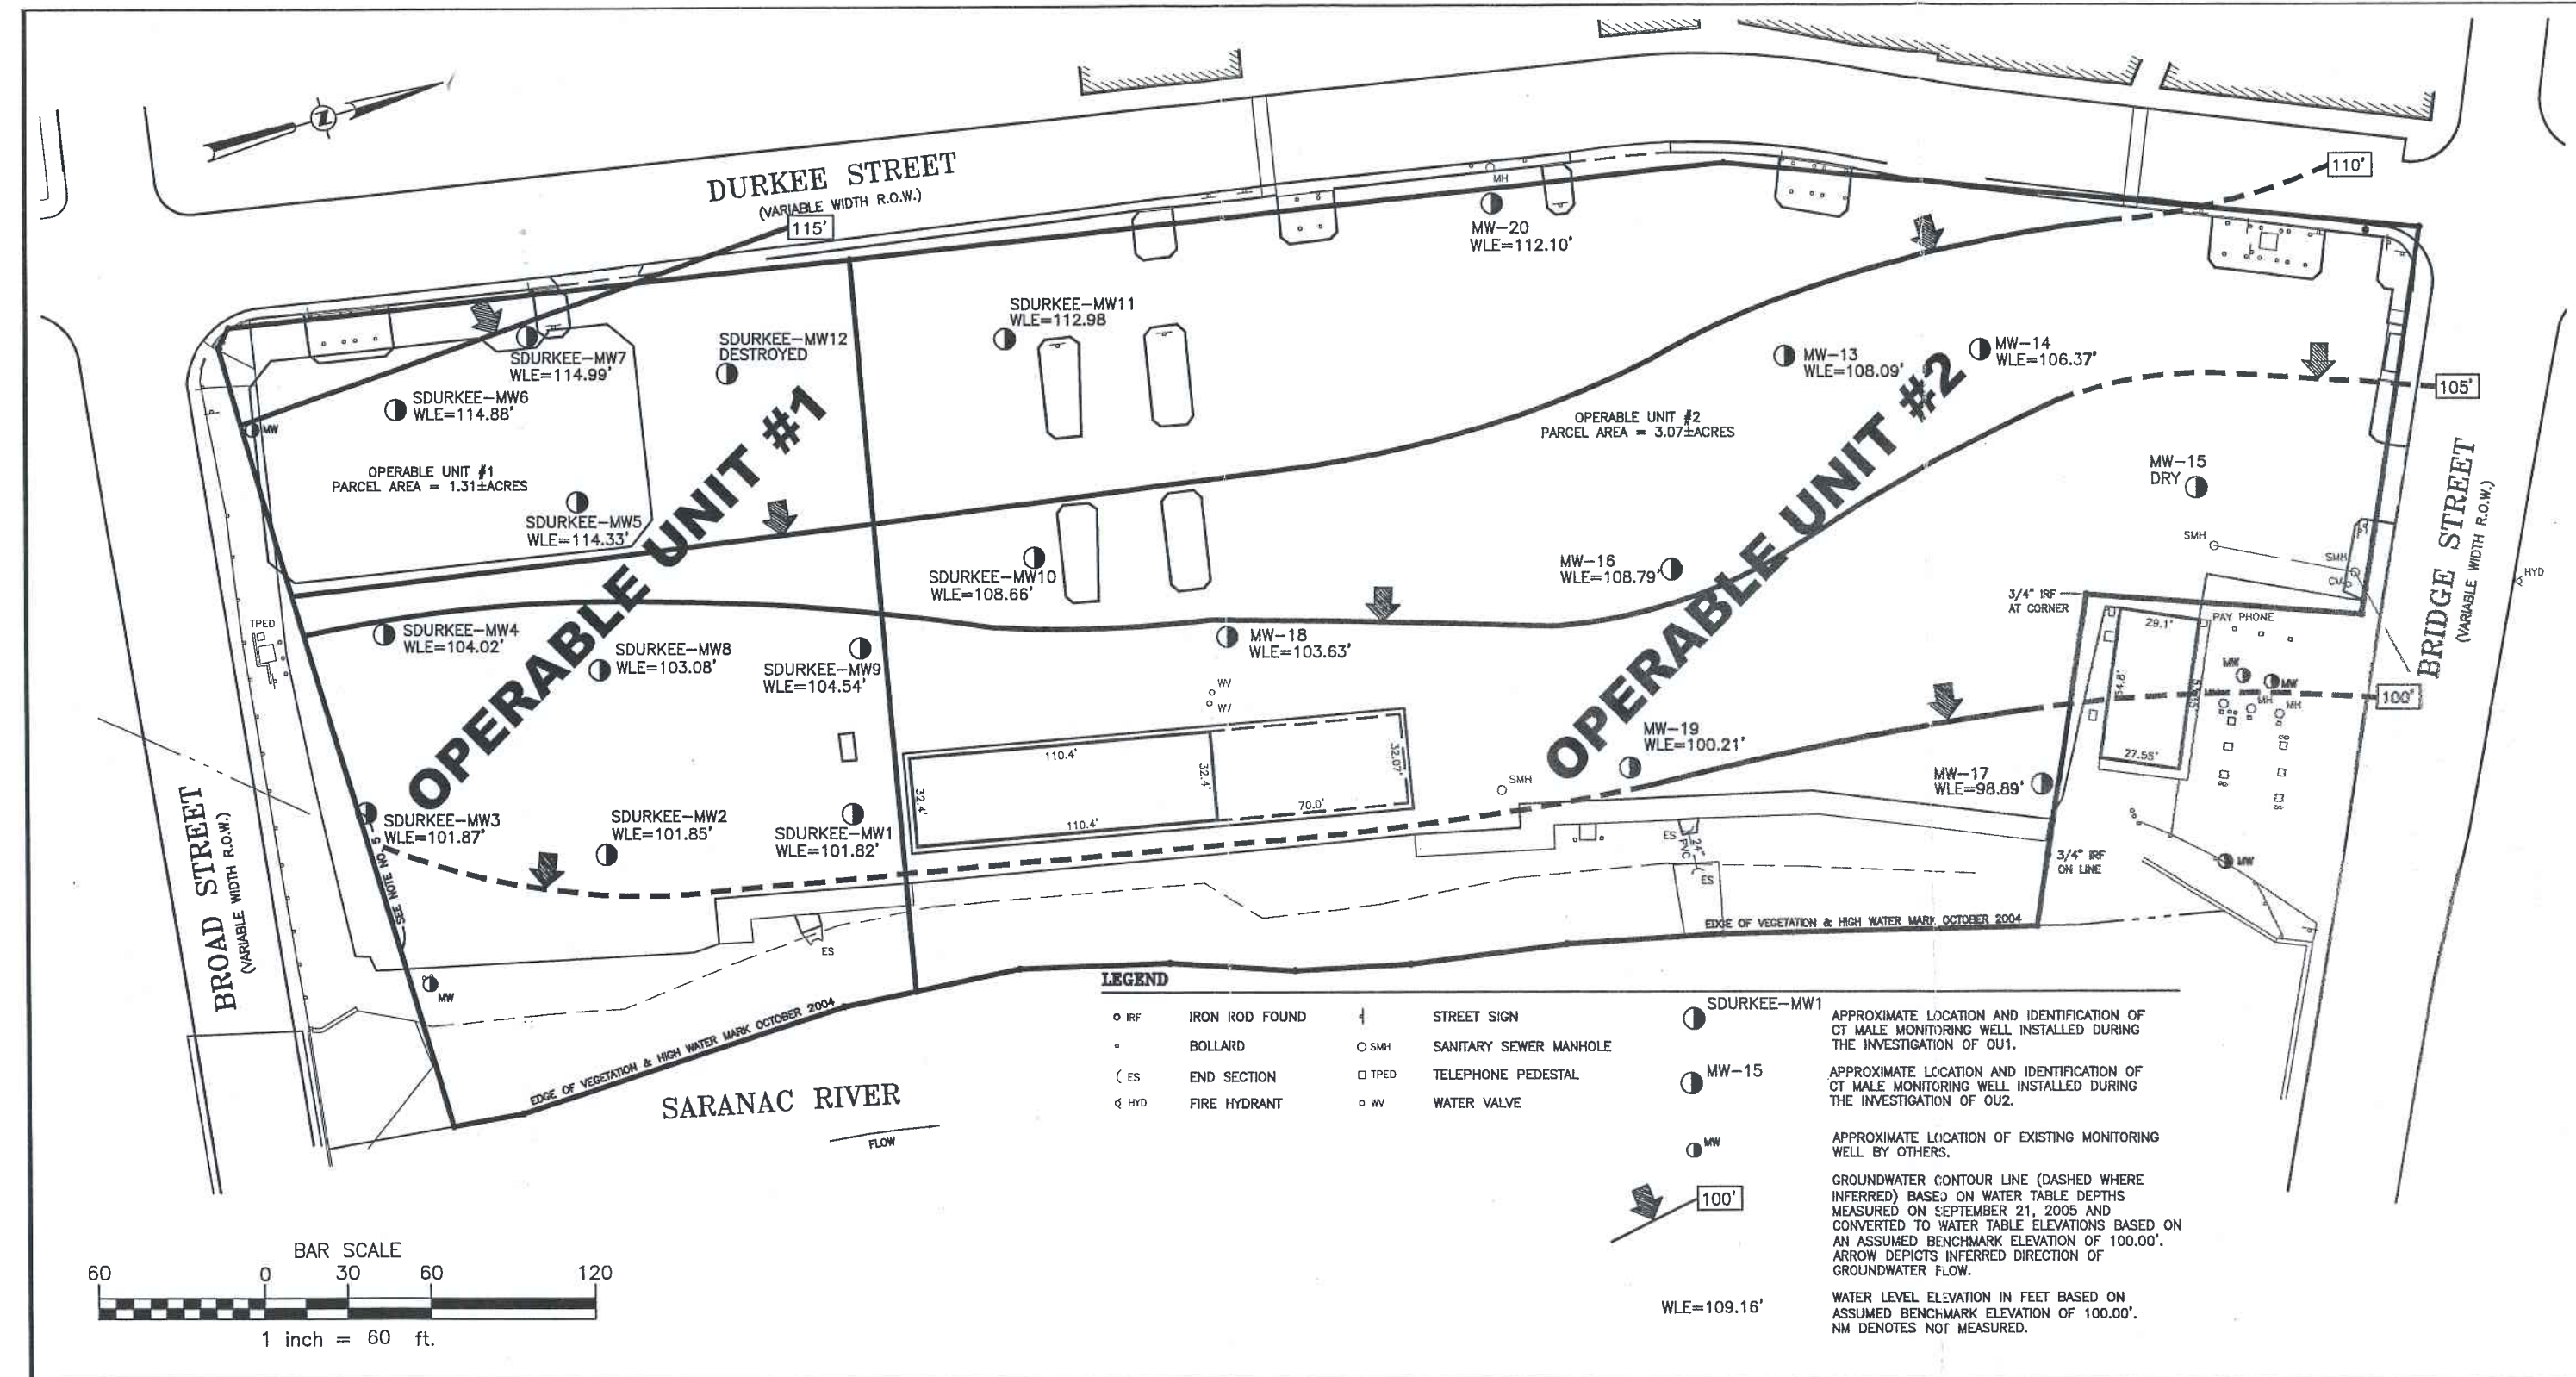 DURKEE STREET
(VARIABLE WIDTH R.O.W.)
115'
110'
MH
MW-20
WLE=112.10'
SDURKEE-MW11
WLE=112.98
SDURKEE-MW12
DESTROYED
SDURKEE-MW7
WLE=114.99'
SDURKEE-MW6
WLE=114.88'
MW
MW-13
WLE=108.09'
MW-14
WLE=106.37'
105'
OPERABLE UNIT #1
PARCEL AREA = 1.31±ACRES
OPERABLE UNIT #1
OPERABLE UNIT #2
PARCEL AREA = 3.07±ACRES
OPERABLE UNIT #2
SDURKEE-MW5
WLE=114.33'
MW-15
DRY
SMH
SMH
CM
HYD
BRIDGE STREET
(VARIABLE WIDTH R.O.W.)
SDURKEE-MW10
WLE=108.66'
MW-16
WLE=108.79'
3/4" IRF
AT CORNER
29.1'
PAY PHONE
54.8'
27.55'
MW
MW
MH
MH
100'
TPED
SDURKEE-MW4
WLE=104.02'
SDURKEE-MW8
WLE=103.08'
SDURKEE-MW9
WLE=104.54'
MW-18
WLE=103.63'
WV
WV
110.4'
32.4'
32.4'
32.07'
110.4'
70.0'
SMH
MW-19
WLE=100.21'
MW-17
WLE=98.89'
BROAD STREET
(VARIABLE WIDTH R.O.W.)
SDURKEE-MW3
WLE=101.87'
SEE NOTE NO. 5
SDURKEE-MW2
WLE=101.85'
SDURKEE-MW1
WLE=101.82'
ES
24"
PVC
ES
3/4" IRF
ON LINE
MW
ES
MW
EDGE OF VEGETATION & HIGH WATER MARK OCTOBER 2004
EDGE OF VEGETATION & HIGH WATER MARK OCTOBER 2004
SARANAC RIVER
FLOW
LEGEND
IRF IRON ROD FOUND
BOLLARD
ES END SECTION
HYD FIRE HYDRANT
STREET SIGN
SMH SANITARY SEWER MANHOLE
TPED TELEPHONE PEDESTAL
WV WATER VALVE
SDURKEE-MW1
APPROXIMATE LOCATION AND IDENTIFICATION OF
CT MALE MONITORING WELL INSTALLED DURING
THE INVESTIGATION OF OU1.
MW-15
APPROXIMATE LOCATION AND IDENTIFICATION OF
CT MALE MONITORING WELL INSTALLED DURING
THE INVESTIGATION OF OU2.
MW
APPROXIMATE LOCATION OF EXISTING MONITORING
WELL BY OTHERS.
100'
GROUNDWATER CONTOUR LINE (DASHED WHERE
INFERRED) BASED ON WATER TABLE DEPTHS
MEASURED ON SEPTEMBER 21, 2005 AND
CONVERTED TO WATER TABLE ELEVATIONS BASED ON
AN ASSUMED BENCHMARK ELEVATION OF 100.00'.
ARROW DEPICTS INFERRED DIRECTION OF
GROUNDWATER FLOW.
WLE=109.16'
WATER LEVEL ELEVATION IN FEET BASED ON
ASSUMED BENCHMARK ELEVATION OF 100.00'.
NM DENOTES NOT MEASURED.
BAR SCALE
60 0 30 60 120
1 inch = 60 ft.